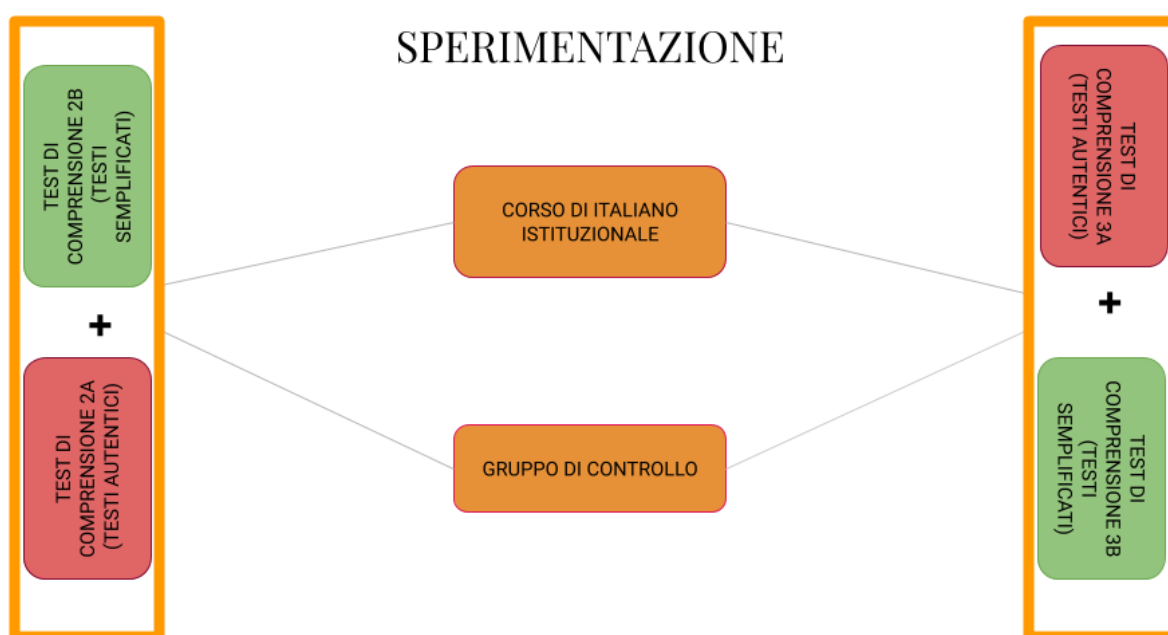 SPERIMENTAZIONE
TEST DI
COMPRENSIONE 2B
(TESTI
SEMPLIFICATI)
+
TEST DI
COMPRENSIONE 2A
(TESTI AUTENTICI)
CORSO DI ITALIANO
ISTITUZIONALE
GRUPPO DI CONTROLLO
TEST DI
COMPRENSIONE 3A
(TESTI AUTENTICI)
+
TEST DI
COMPRENSIONE 3B
(TESTI
SEMPLIFICATI)